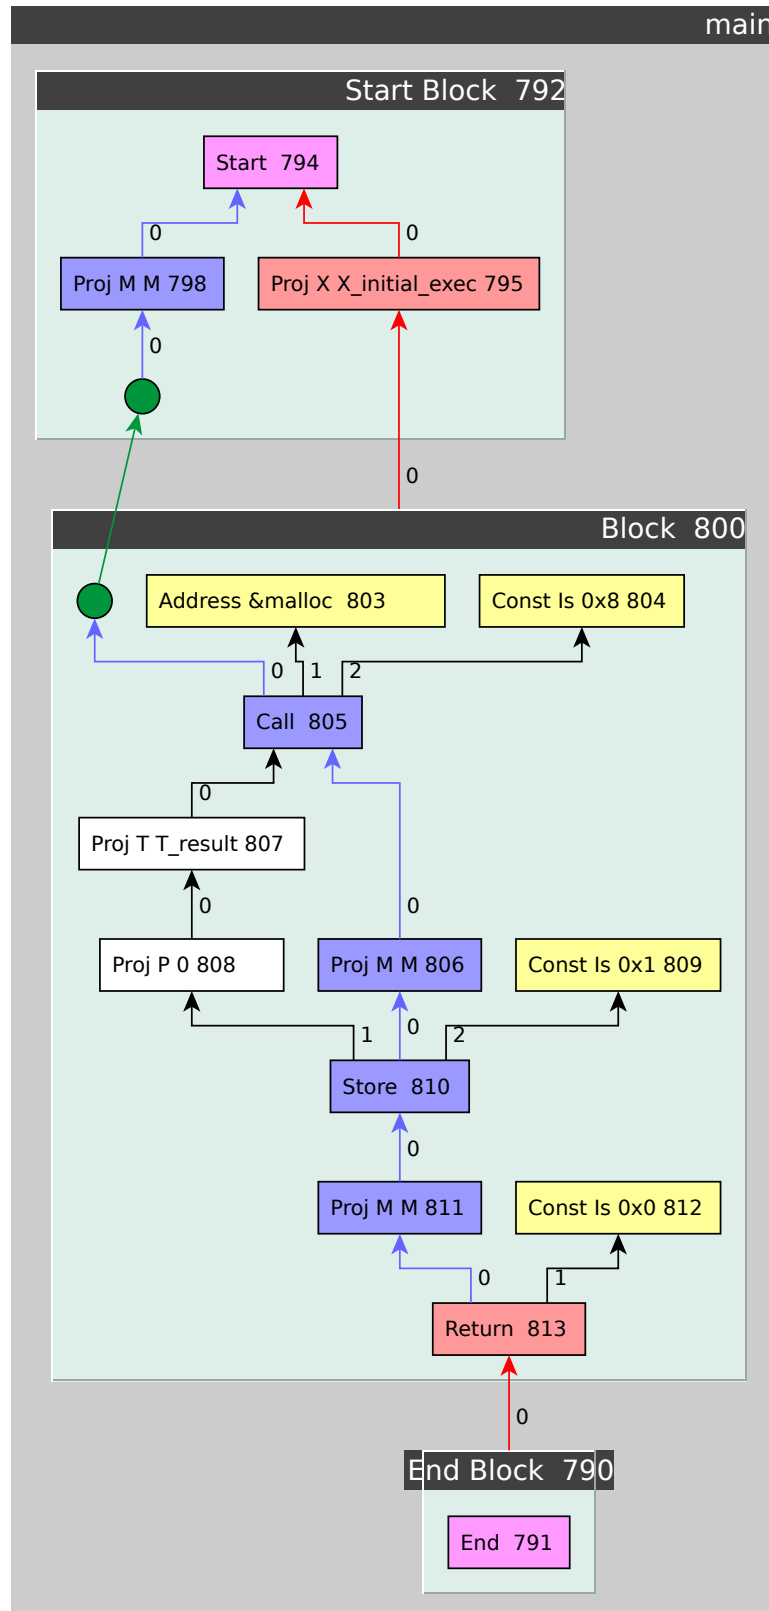 main
Start Block 792
Start 794
0 0
Proj M M 798 Proj X X_initial_exec 795
0
0
Block 800
Address &malloc 803 Const Is 0x8 804
0 1 2
Call 805
0
Proj T T_result 807
0 0
Proj P 0 808 Proj M M 806 Const Is 0x1 809
1 0 2
Store 810
0
Proj M M 811 Const Is 0x0 812
0 1
Return 813
0
End Block 790
End 791